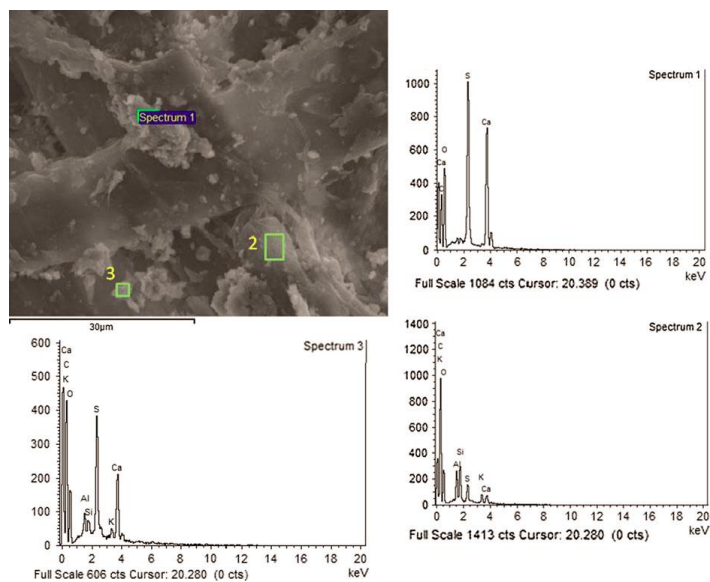 Spectrum 1
2
3
30μm
Spectrum 1
1000
800
600
400
200
0
S
Ca
O
Ca
C
0 2 4 6 8 10 12 14 16 18 20
keV
Full Scale 1084 cts Cursor: 20.389 (0 cts)
Spectrum 3
600
500
400
300
200
100
0
Ca
C
K
O
S
Ca
Al
Si
K
0 2 4 6 8 10 12 14 16 18 20
keV
Full Scale 606 cts Cursor: 20.280 (0 cts)
Spectrum 2
1400
1200
1000
800
600
400
200
0
Ca
C
K
O
Si
Al
S
K
Ca
0 2 4 6 8 10 12 14 16 18 20
keV
Full Scale 1413 cts Cursor: 20.280 (0 cts)